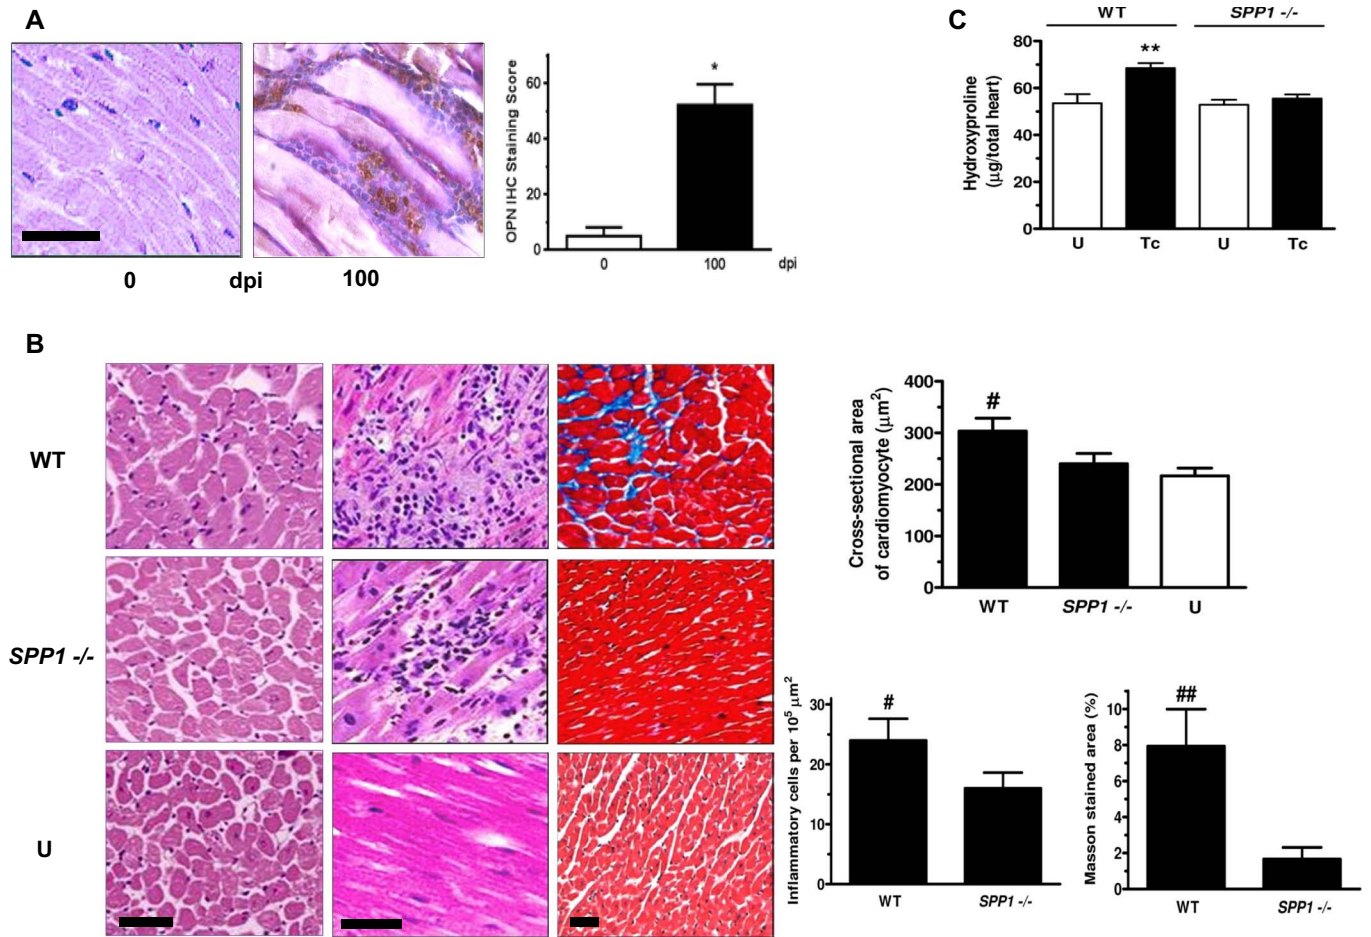 A
0
dpi
100
OPN IHC Staining Score
60
40
20
0
*
0
100
dpi
C
WT
SPP1 -/-
Hydroxyproline
(μg/total heart)
80
60
40
20
0
**
U
Tc
U
Tc
B
WT
SPP1 -/-
U
Cross-sectional area
of cardiomyocyte (μm²)
400
300
200
100
0
#
WT
SPP1 -/-
U
Inflammatory cells per 10⁵ μm²
30
20
10
0
#
WT
SPP1 -/-
Masson stained area (%)
10
8
6
4
2
0
##
WT
SPP1 -/-